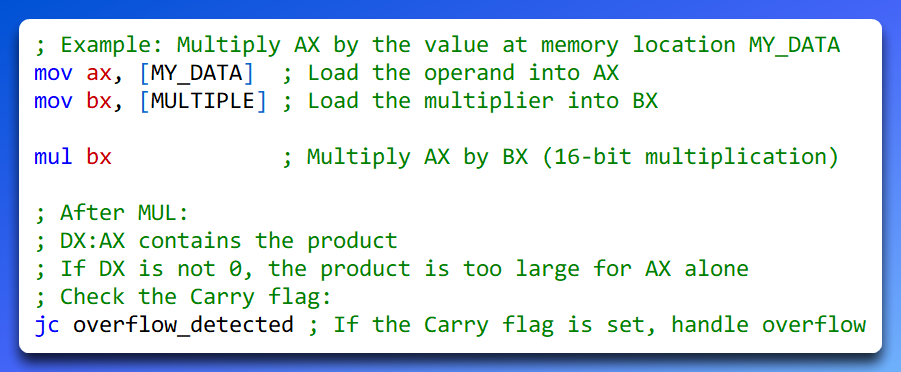 ; Example: Multiply AX by the value at memory location MY_DATA
mov ax, [MY_DATA]  ; Load the operand into AX
mov bx, [MULTIPLE] ; Load the multiplier into BX
mul bx             ; Multiply AX by BX (16-bit multiplication)
; After MUL:
; DX:AX contains the product
; If DX is not 0, the product is too large for AX alone
; Check the Carry flag:
jc overflow_detected ; If the Carry flag is set, handle overflow